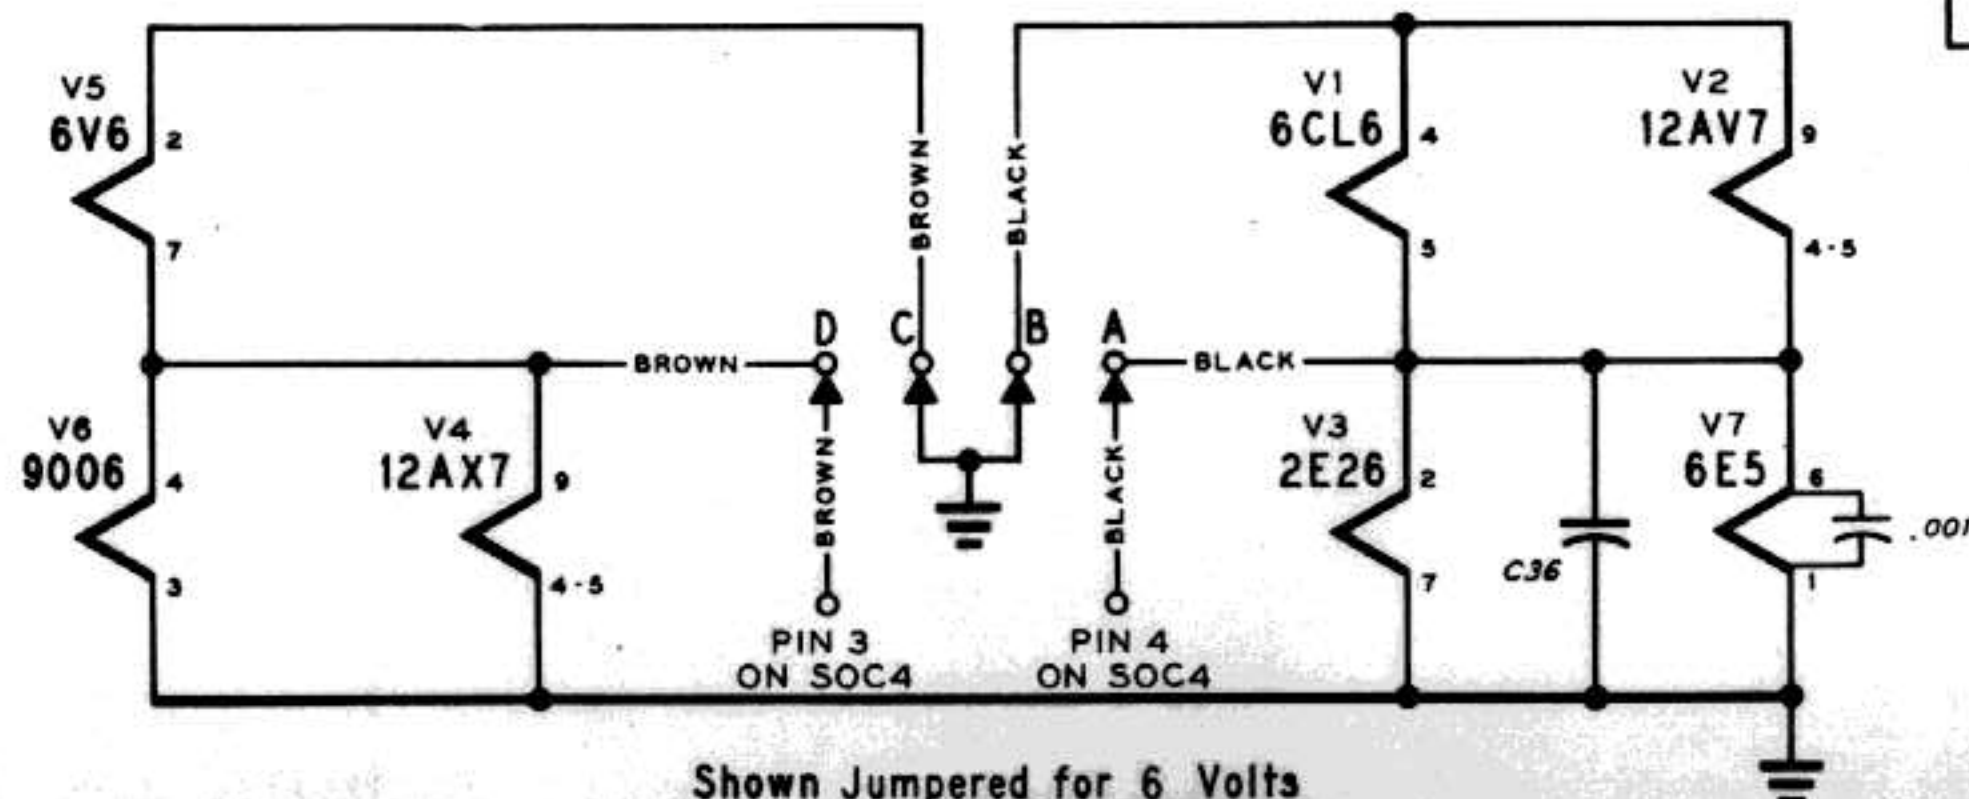 V5
6V6
2
7
BROWN
BLACK
V1
6CL6
4
5
V2
12AV7
9
4-5
D
C
B
A
BROWN
BLACK
V6
9006
4
3
V4
12AX7
9
4-5
BROWN
BLACK
PIN 3
ON SOC4
PIN 4
ON SOC4
V3
2E26
2
7
C36
V7
6E5
6
1
.001
Shown Jumpered for 6 Volts